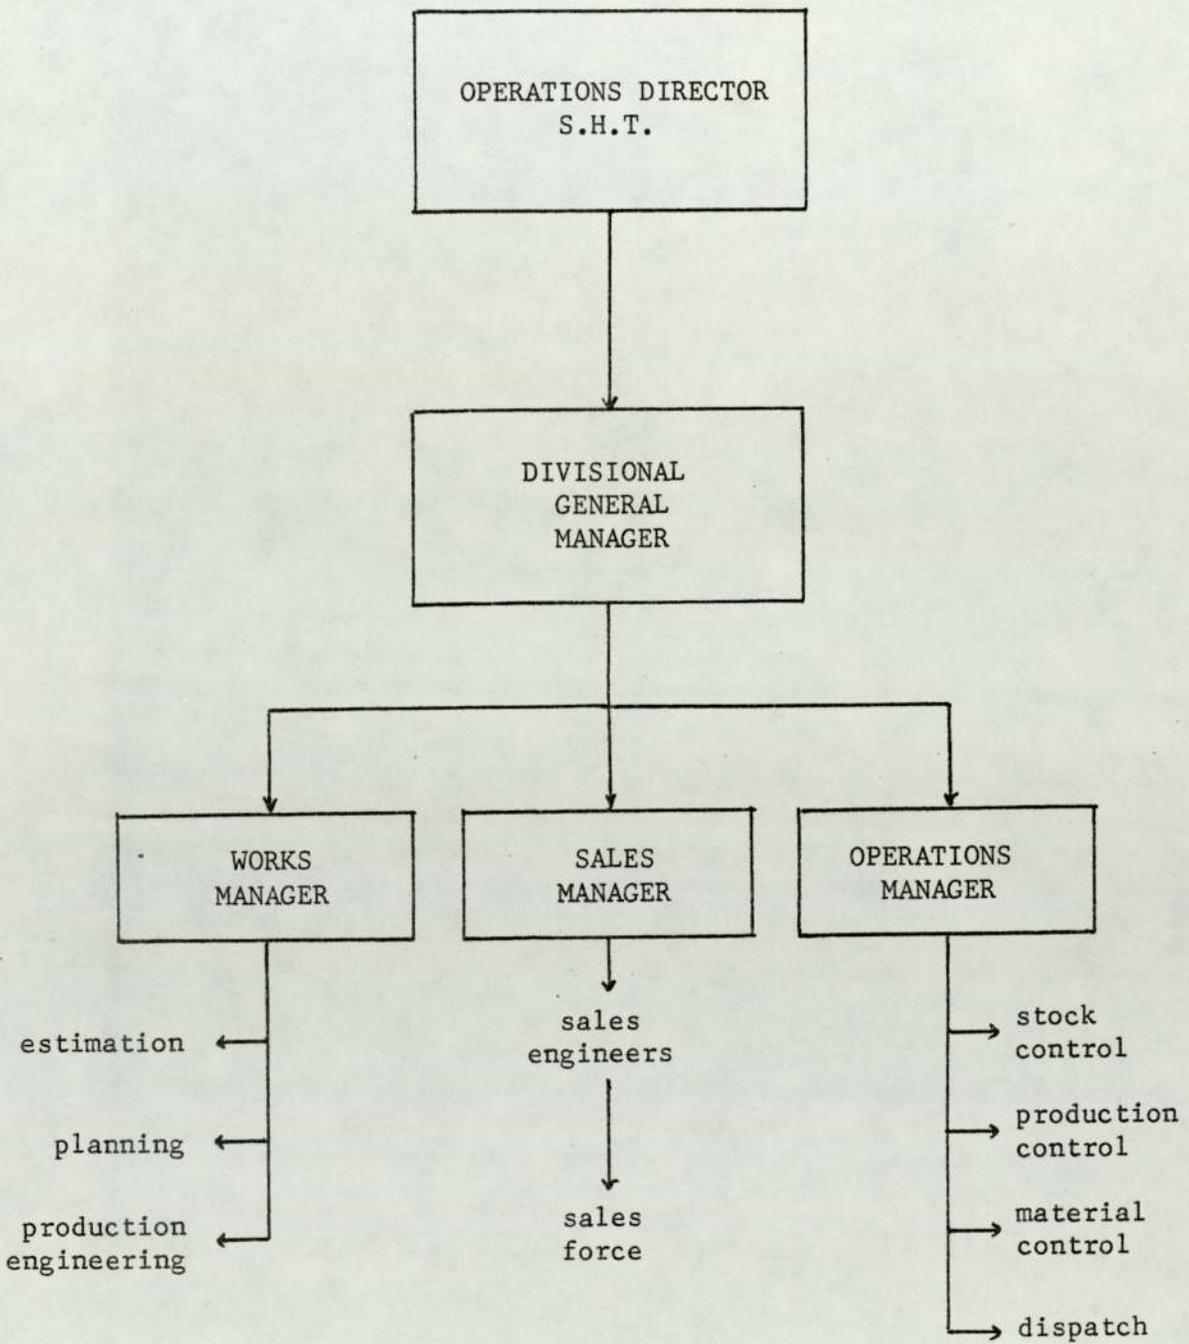 OPERATIONS DIRECTOR
S.H.T.
DIVISIONAL
GENERAL
MANAGER
WORKS
MANAGER
SALES
MANAGER
OPERATIONS
MANAGER
estimation
planning
production
engineering
sales
engineers
sales
force
stock
control
production
control
material
control
dispatch